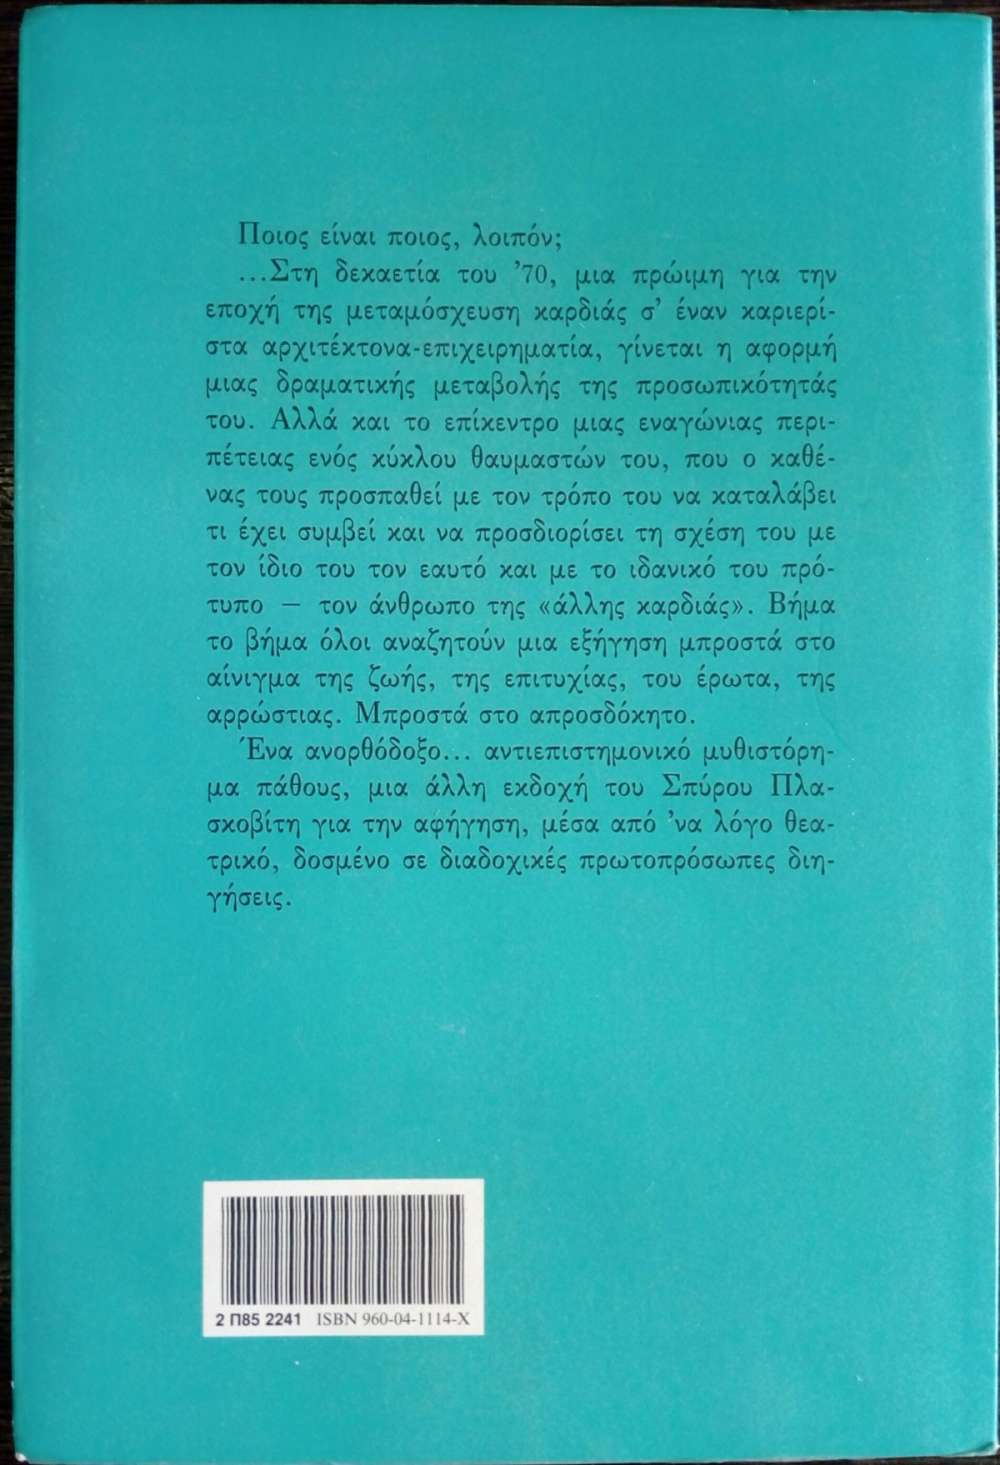 Ποιος είναι ποιος, λοιπόν;
...Στη δεκαετία του ’70, μια πρώιμη για την
εποχή της μεταμόσχευση καρδιάς σ’ έναν καριερί-
στα αρχιτέκτονα-επιχειρηματία, γίνεται η αφορμή
μιας δραματικής μεταβολής της προσωπικότητάς
του. Αλλά και το επίκεντρο μιας εναγώνιας περι-
πέτειας ενός κύκλου θαυμαστών του, που ο καθέ-
νας τους προσπαθεί με τον τρόπο του να καταλάβει
τι έχει συμβεί και να προσδιορίσει τη σχέση του με
τον ίδιο του τον εαυτό και με το ιδανικό του πρό-
τυπο – τον άνθρωπο της «άλλης καρδιάς». Βήμα
το βήμα όλοι αναζητούν μια εξήγηση μπροστά στο
αίνιγμα της ζωής, της επιτυχίας, του έρωτα, της
αρρώστιας. Μπροστά στο απροσδόκητο.
Ένα ανορθόδοξο... αντιεπιστημονικό μυθιστόρη-
μα πάθους, μια άλλη εκδοχή του Σπύρου Πλα-
σκοβίτη για την αφήγηση, μέσα από ’να λόγο θεα-
τρικό, δοσμένο σε διαδοχικές πρωτοπρόσωπες διη-
γήσεις.
2 Π85 2241 ISBN 960-04-1114-X